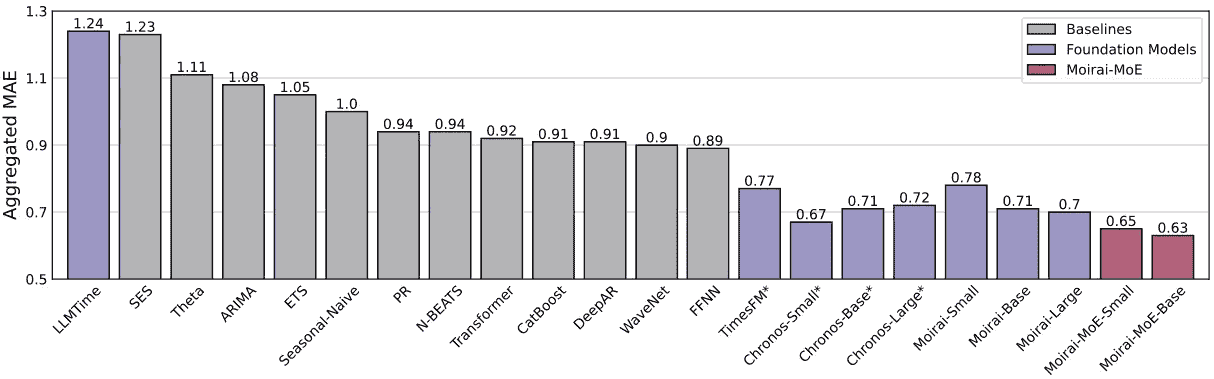 Aggregated MAE
1.3
1.1
0.9
0.7
0.5
1.24
1.23
1.11
1.08
1.05
1.0
0.94
0.94
0.92
0.91
0.91
0.9
0.89
0.77
0.67
0.71
0.72
0.78
0.71
0.7
0.65
0.63
Baselines
Foundation Models
Moirai-MoE
LLMTime
SES
Theta
ARIMA
ETS
Seasonal-Naive
PR
N-BEATS
Transformer
CatBoost
DeepAR
WaveNet
FFNN
TimesFM*
Chronos-Small*
Chronos-Base*
Chronos-Large*
Moirai-Small
Moirai-Base
Moirai-Large
Moirai-MoE-Small
Moirai-MoE-Base